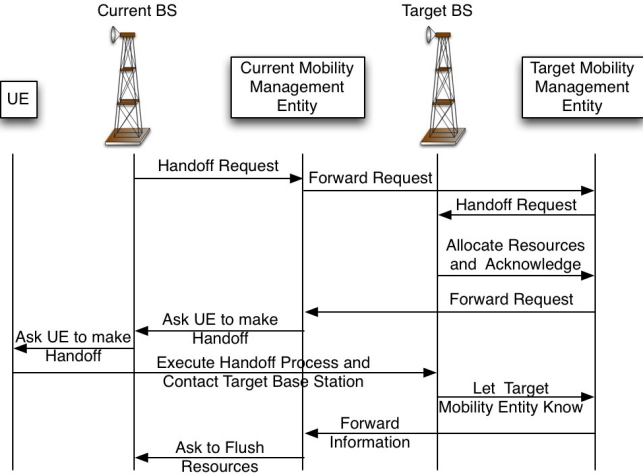 Current BS
Target BS
UE
Current Mobility
Management
Entity
Target Mobility
Management
Entity
Handoff Request
Forward Request
Handoff Request
Allocate Resources
and Acknowledge
Forward Request
Ask UE to make
Handoff
Ask UE to make
Handoff
Execute Handoff Process and
Contact Target Base Station
Let Target
Mobility Entity Know
Forward
Information
Ask to Flush
Resources